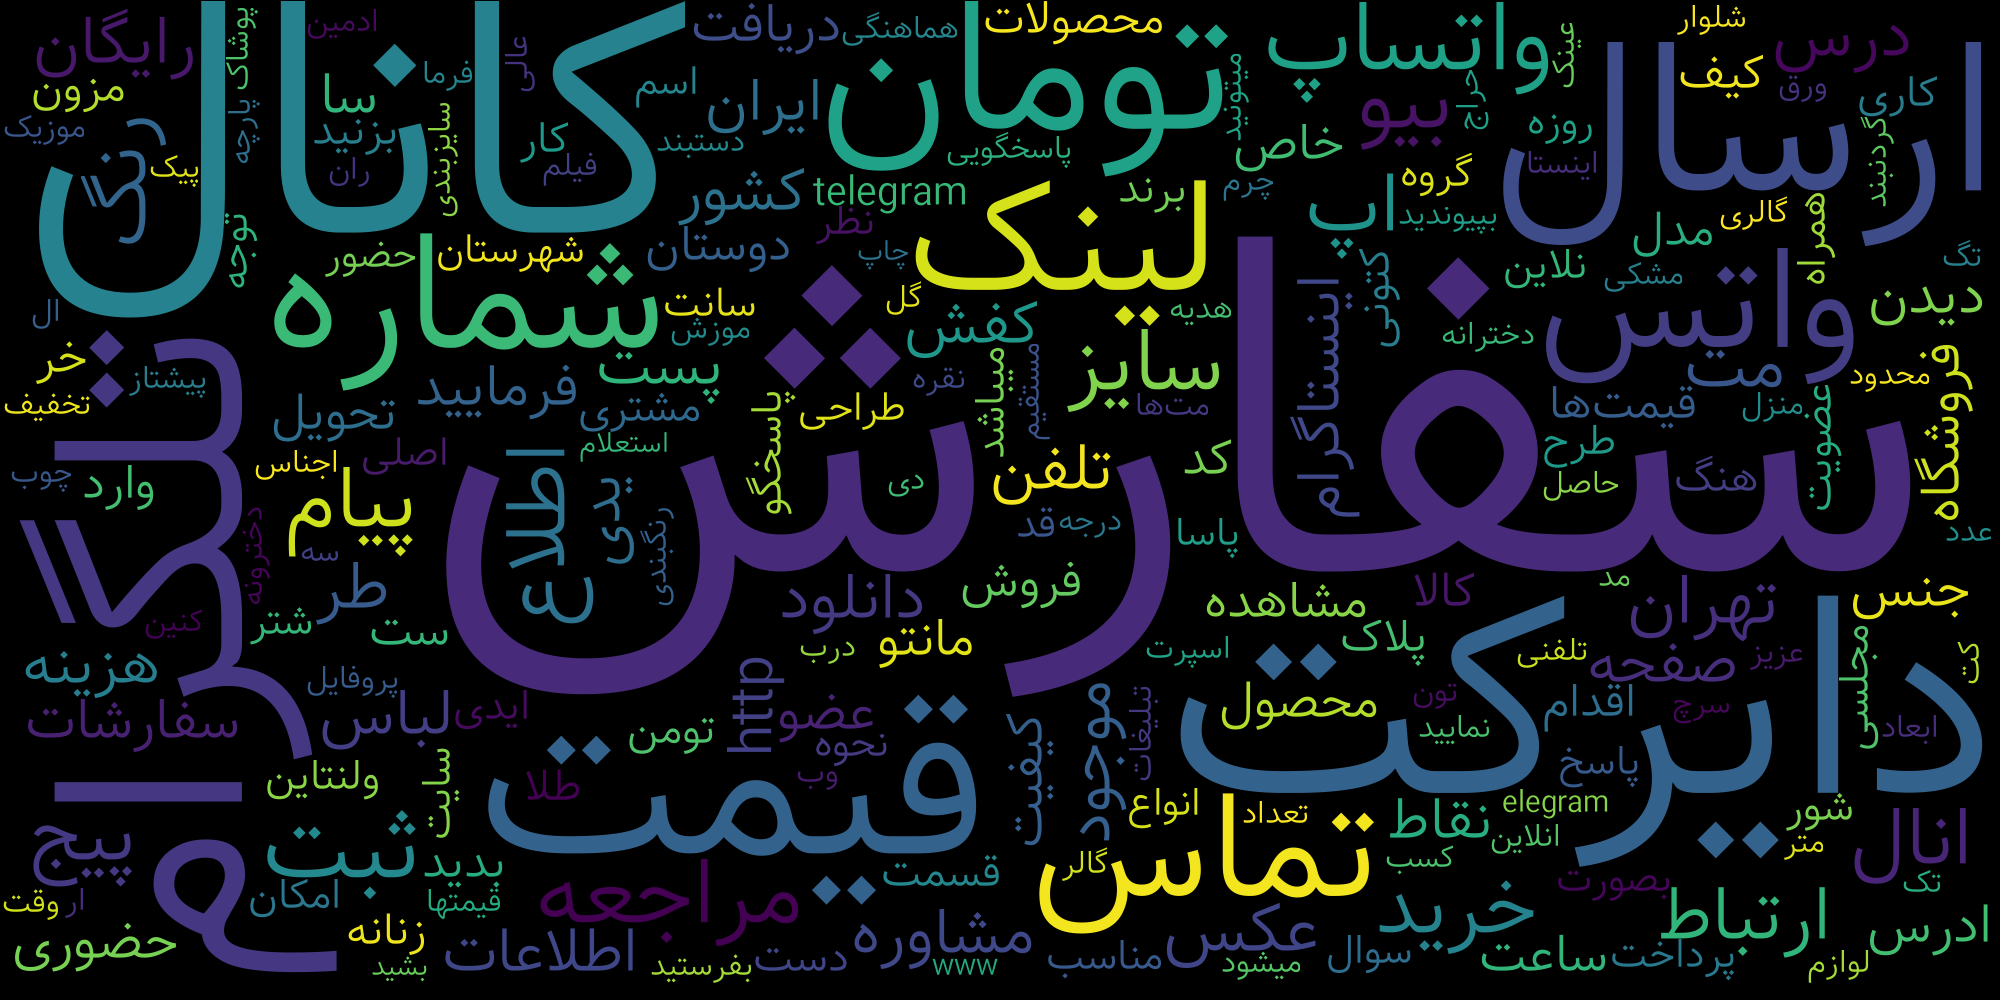 رایگان
ادمین
پوشاک
کانال
عالی
دریافت
هماهنگی
محصولات
تومان
واتساپ
عینک
شلوار
درس
ارسال
مزون
سا
فرما
اسم
ایران
میتونید
حراج
بیو
کیف
ورق
کاری
موزیک
رنگ
پارچه
بزنید
سایزبندی
کار
دستبند
پاسخگویی
خاص
روزه
گردنبند
پیک
ران
فیلم
کشور
telegram
چرم
برند
گروه
اینستا
لینک
اپ
بپیوندید
گالری
همراه
نظر
توجه
حضور
شهرستان
دوستان
چاپ
مدل
تگ
شماره
نلاین
مشکی
ال
سانت
گل
هدیه
اینستاگرام
کتونی
دیدن
سفارش
واتس
خر
موزش
کفش
دخترانه
پیشتاز
پست
سایز
مت
محدود
فروشگاه
تخفیف
تلگرام
تحویل
فرمایید
مشتری
نقره
میباشد
مستقیم
مت‌ها
قیمت‌ها
منزل
عضویت
طراحی
پاسخگو
اصلی
استعلام
طرح
چوب
وارد
اجناس
اطلاع
یدی
دی
تلفن
کد
حاصل
هنگ
پیام
رنگبندی
قد
درجه
پاسا
عدد
دخترونه
سه
طر
دانلود
فروش
مشاهده
کالا
مد
تهران
جنس
کنین
شتر
ست
درب
مانتو
اسپرت
پلاک
تلفنی
صفحه
عزیز
مجلسی
کت
دایرکت
هزینه
پروفایل
http
سفارشات
لباس
ایدی
تومن
عضو
نحوه
قیمت
کیفیت
موجود
تبلیغات
محصول
تون
نمایید
اقدام
سرچ
ابعاد
ولنتاین
سایت
طلا
وب
پاسخ
پیج
ثبت
بدید
انواع
تعداد
نقاط
elegram
انلاین
شور
متر
انال
تماس
گالر
کسب
وقت
ار
امکان
قیمتها
مراجعه
قسمت
بصورت
تک
حضوری
زنانه
اطلاعات
مشاوره
عکس
خرید
ارتباط
ادرس
بشید
بفرستید
دست
www
مناسب
میشود
سوال
ساعت
پرداخت
لوازم